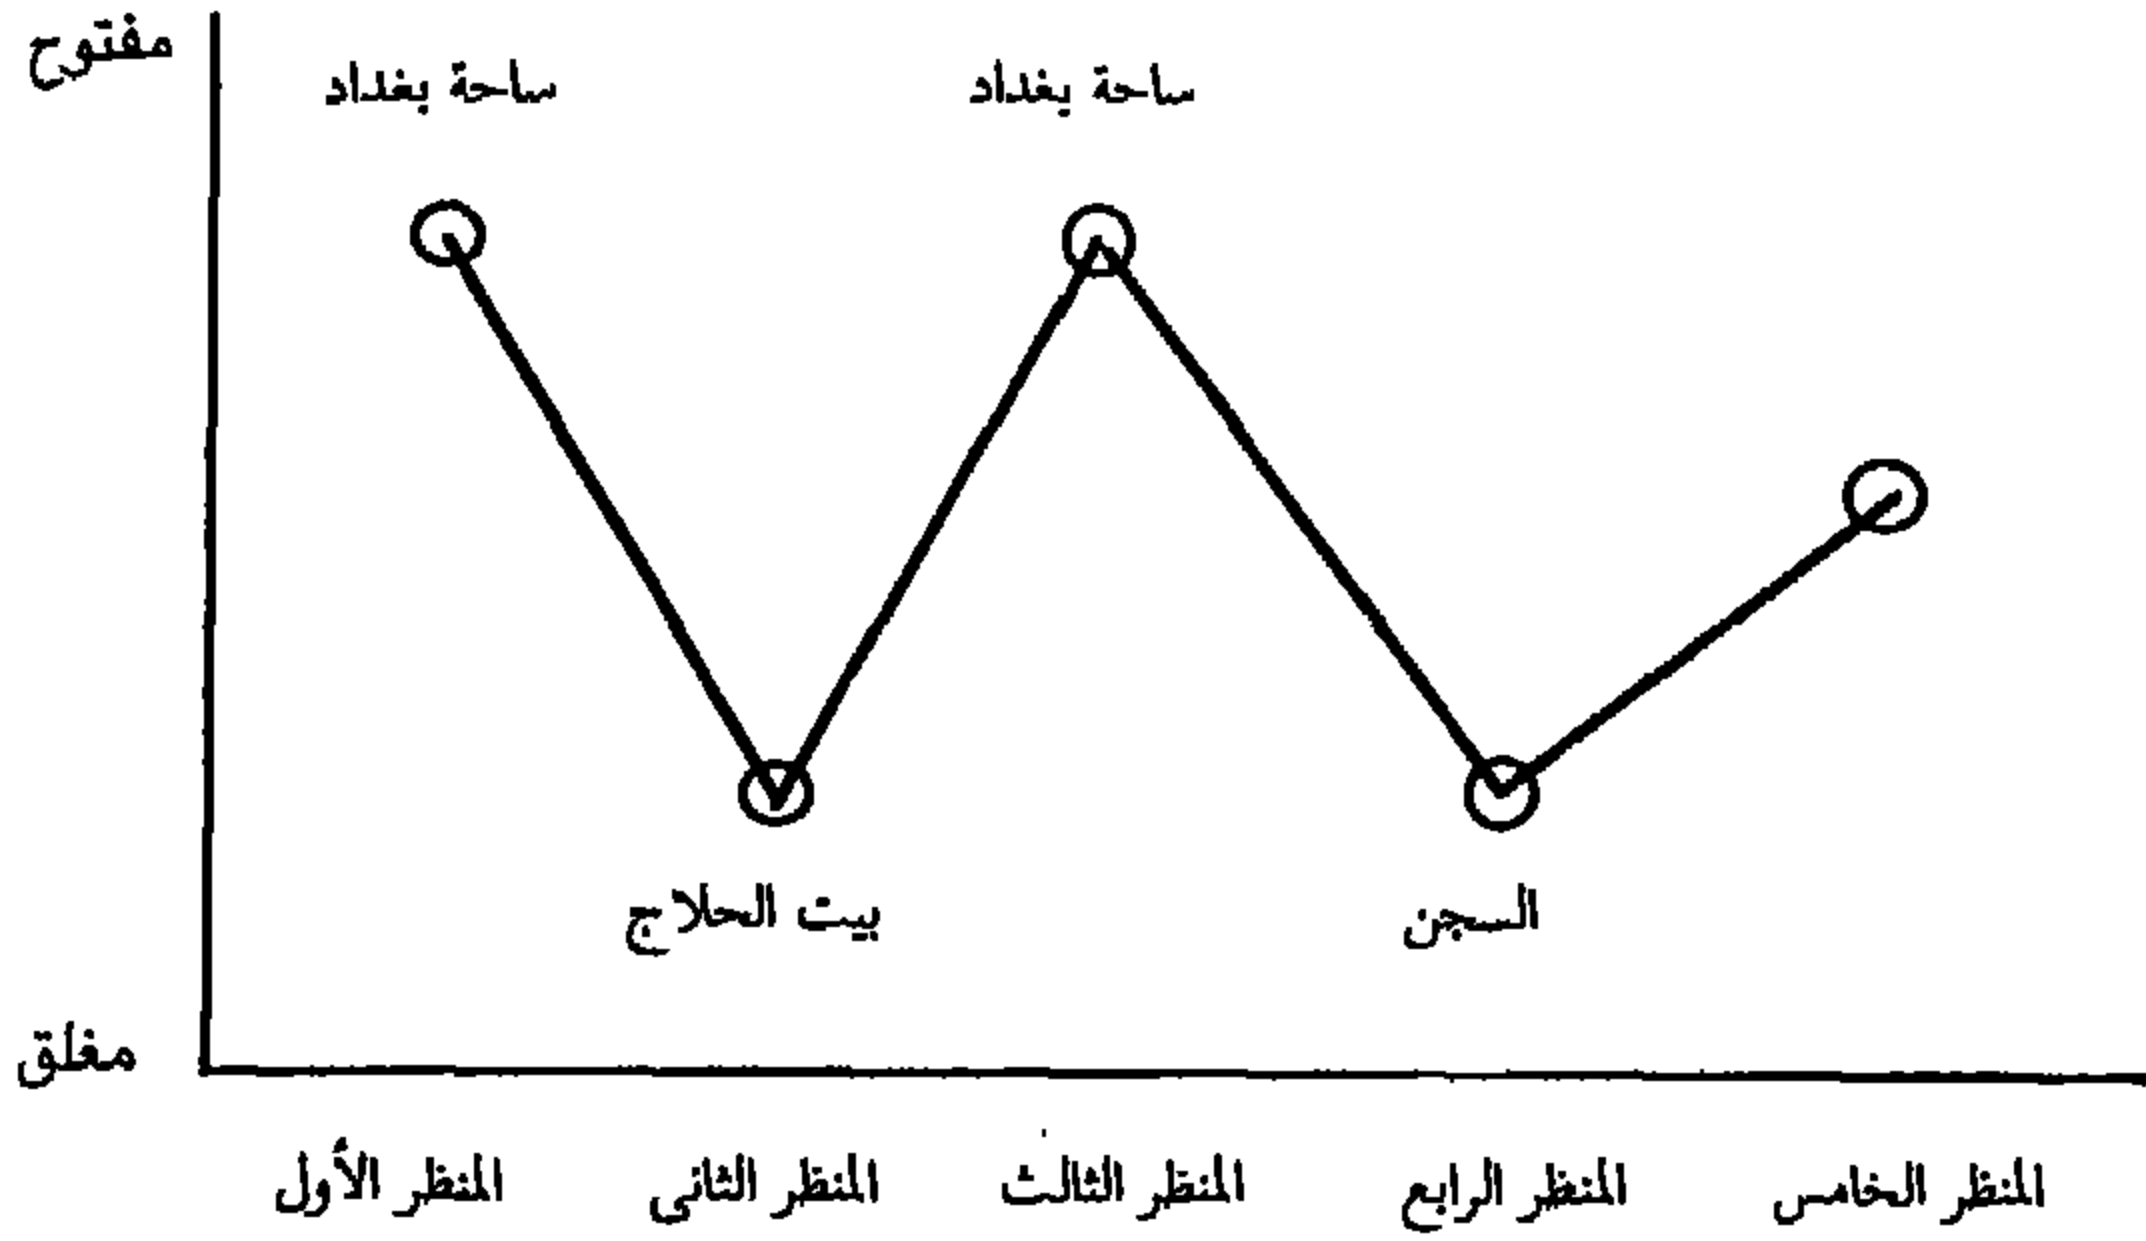 مفتوح
ساحة بغداد
ساحة بغداد
بيت الحلاج
السجن
مغلق
المنظر الأول
المنظر الثانى
المنظر الثالث
المنظر الرابع
المنظر الخامس